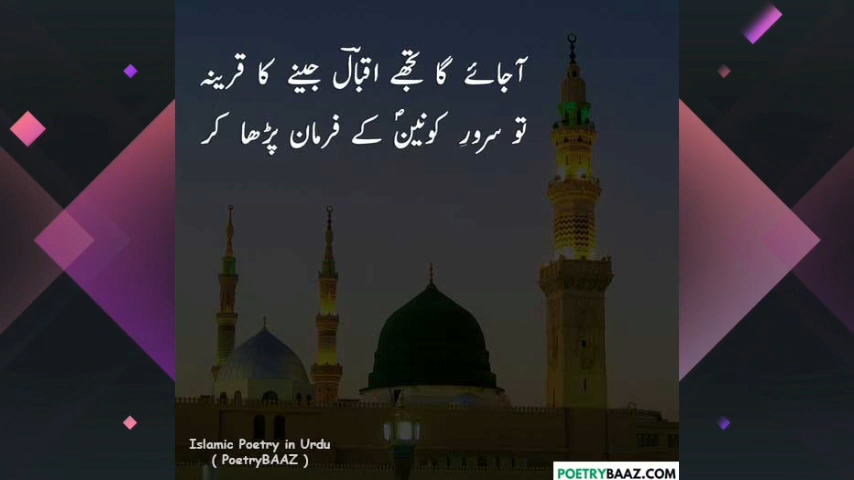 آجائے گا تجھے اقبالؔ جینے کا قرینہ
تو سرورِ کونینؐ کے فرمان پڑھا کر
Islamic Poetry in Urdu
( PoetryBAAZ )
POETRYBAAZ.COM